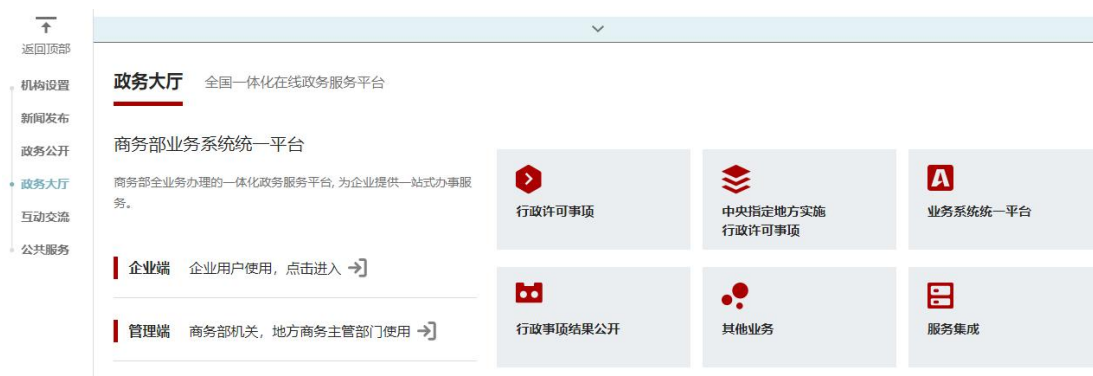 返回顶部
机构设置
新闻发布
政务公开
政务大厅
互动交流
公共服务
政务大厅 全国一体化在线政务服务平台
商务部业务系统统一平台
商务部全业务办理的一体化政务服务平台, 为企业提供一站式办事服
务。
企业端 企业用户使用，点击进入
管理端 商务部机关，地方商务主管部门使用
行政许可事项
中央指定地方实施
行政许可事项
业务系统统一平台
行政事项结果公开
其他业务
服务集成